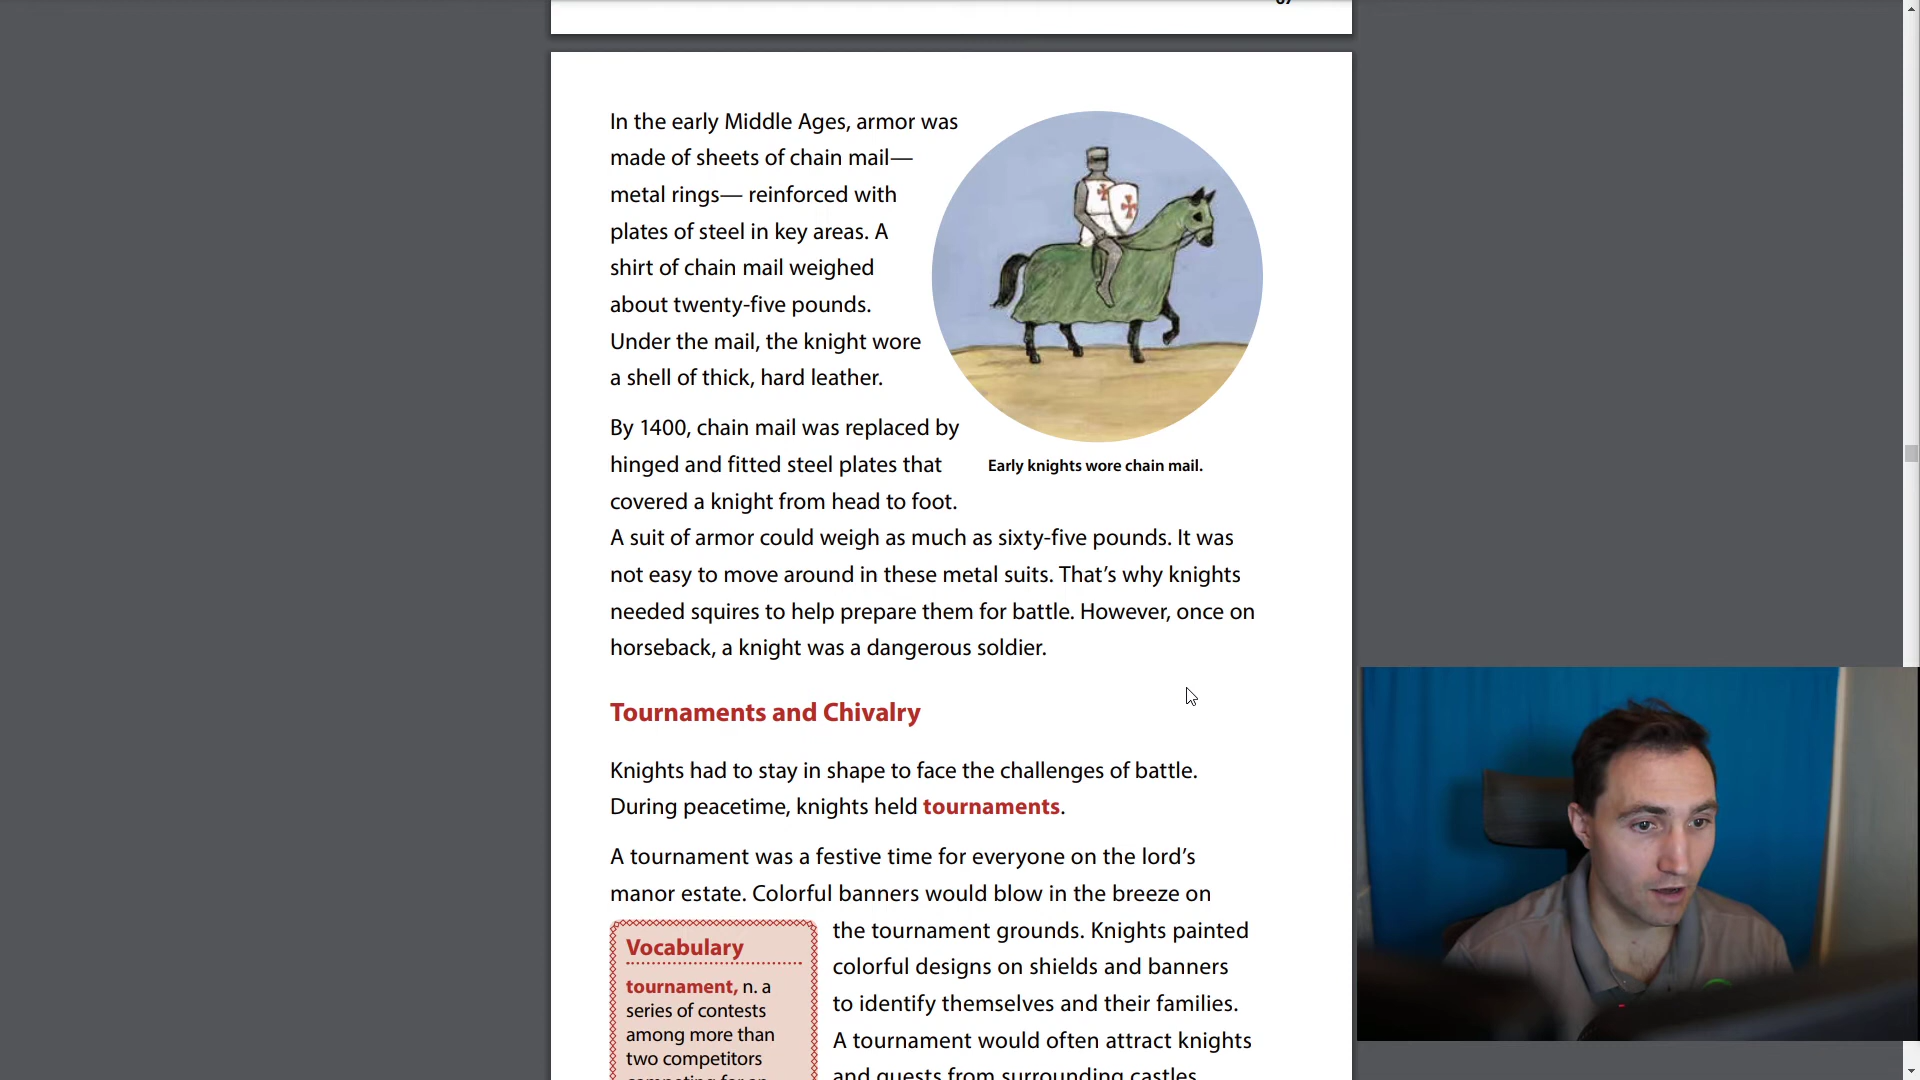 In the early Middle Ages, armor was
made of sheets of chain mail—
metal rings— reinforced with
plates of steel in key areas. A
shirt of chain mail weighed
about twenty-five pounds.
Under the mail, the knight wore
a shell of thick, hard leather.
By 1400, chain mail was replaced by
hinged and fitted steel plates that
covered a knight from head to foot.
Early knights wore chain mail.
A suit of armor could weigh as much as sixty-five pounds. It was
not easy to move around in these metal suits. That’s why knights
needed squires to help prepare them for battle. However, once on
horseback, a knight was a dangerous soldier.
Tournaments and Chivalry
Knights had to stay in shape to face the challenges of battle.
During peacetime, knights held tournaments.
A tournament was a festive time for everyone on the lord’s
manor estate. Colorful banners would blow in the breeze on
the tournament grounds. Knights painted
colorful designs on shields and banners
to identify themselves and their families.
A tournament would often attract knights
and guests from surrounding castles.
Vocabulary
tournament, n. a
series of contests
among more than
two competitors
competing for an